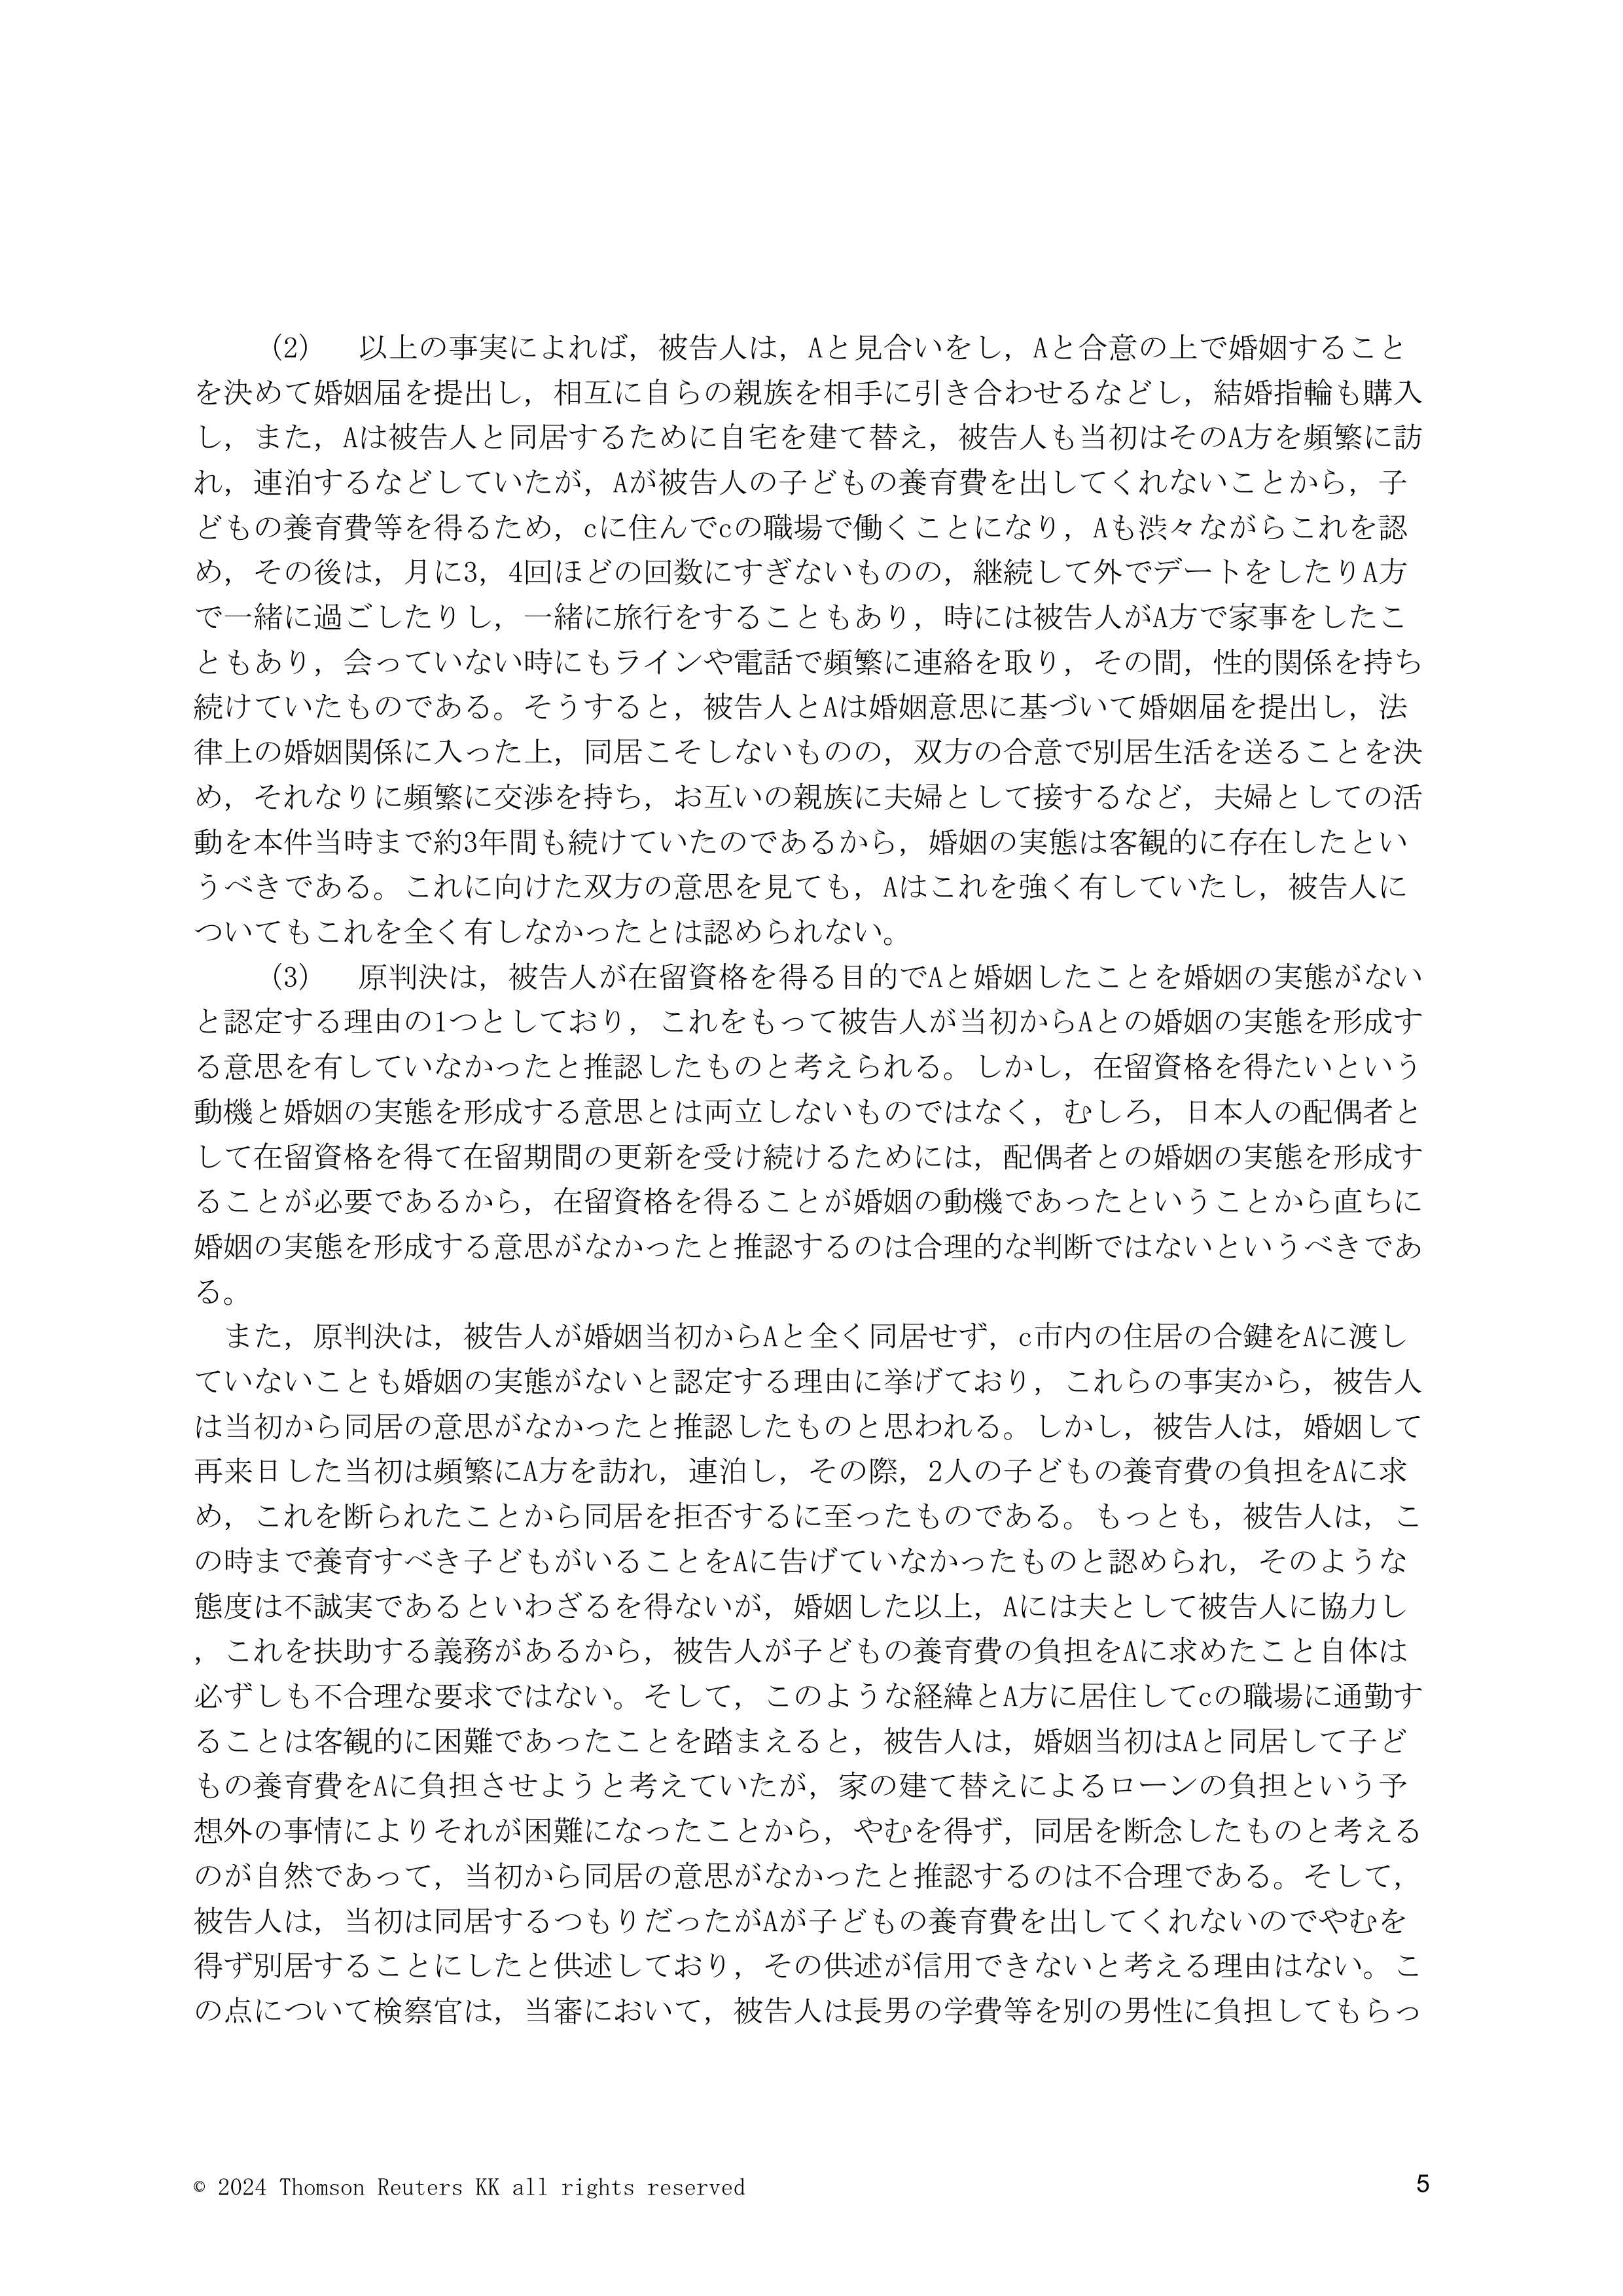 (2)　以上の事実によれば，被告人は，Aと見合いをし，Aと合意の上で婚姻すること
を決めて婚姻届を提出し，相互に自らの親族を相手に引き合わせるなどし，結婚指輪も購入
し，また，Aは被告人と同居するために自宅を建て替え，被告人も当初はそのA方を頻繁に訪
れ，連泊するなどしていたが，Aが被告人の子どもの養育費を出してくれないことから，子
どもの養育費等を得るため，cに住んでcの職場で働くことになり，Aも渋々ながらこれを認
め，その後は，月に3，4回ほどの回数にすぎないものの，継続して外でデートをしたりA方
で一緒に過ごしたりし，一緒に旅行をすることもあり，時には被告人がA方で家事をしたこ
ともあり，会っていない時にもラインや電話で頻繁に連絡を取り，その間，性的関係を持ち
続けていたものである。そうすると，被告人とAは婚姻意思に基づいて婚姻届を提出し，法
律上の婚姻関係に入った上，同居こそしないものの，双方の合意で別居生活を送ることを決
め，それなりに頻繁に交渉を持ち，お互いの親族に夫婦として接するなど，夫婦としての活
動を本件当時まで約3年間も続けていたのであるから，婚姻の実態は客観的に存在したとい
うべきである。これに向けた双方の意思を見ても，Aはこれを強く有していたし，被告人に
ついてもこれを全く有しなかったとは認められない。
(3)　原判決は，被告人が在留資格を得る目的でAと婚姻したことを婚姻の実態がない
と認定する理由の1つとしており，これをもって被告人が当初からAとの婚姻の実態を形成す
る意思を有していなかったと推認したものと考えられる。しかし，在留資格を得たいという
動機と婚姻の実態を形成する意思とは両立しないものではなく，むしろ，日本人の配偶者と
して在留資格を得て在留期間の更新を受け続けるためには，配偶者との婚姻の実態を形成す
ることが必要であるから，在留資格を得ることが婚姻の動機であったということから直ちに
婚姻の実態を形成する意思がなかったと推認するのは合理的な判断ではないというべきであ
る。
また，原判決は，被告人が婚姻当初からAと全く同居せず，c市内の住居の合鍵をAに渡し
ていないことも婚姻の実態がないと認定する理由に挙げており，これらの事実から，被告人
は当初から同居の意思がなかったと推認したものと思われる。しかし，被告人は，婚姻して
再来日した当初は頻繁にA方を訪れ，連泊し，その際，2人の子どもの養育費の負担をAに求
め，これを断られたことから同居を拒否するに至ったものである。もっとも，被告人は，こ
の時まで養育すべき子どもがいることをAに告げていなかったものと認められ，そのような
態度は不誠実であるといわざるを得ないが，婚姻した以上，Aには夫として被告人に協力し
，これを扶助する義務があるから，被告人が子どもの養育費の負担をAに求めたこと自体は
必ずしも不合理な要求ではない。そして，このような経緯とA方に居住してcの職場に通勤す
ることは客観的に困難であったことを踏まえると，被告人は，婚姻当初はAと同居して子ど
もの養育費をAに負担させようと考えていたが，家の建て替えによるローンの負担という予
想外の事情によりそれが困難になったことから，やむを得ず，同居を断念したものと考える
のが自然であって，当初から同居の意思がなかったと推認するのは不合理である。そして，
被告人は，当初は同居するつもりだったがAが子どもの養育費を出してくれないのでやむを
得ず別居することにしたと供述しており，その供述が信用できないと考える理由はない。こ
の点について検察官は，当審において，被告人は長男の学費等を別の男性に負担してもらっ
© 2024 Thomson Reuters KK all rights reserved
5